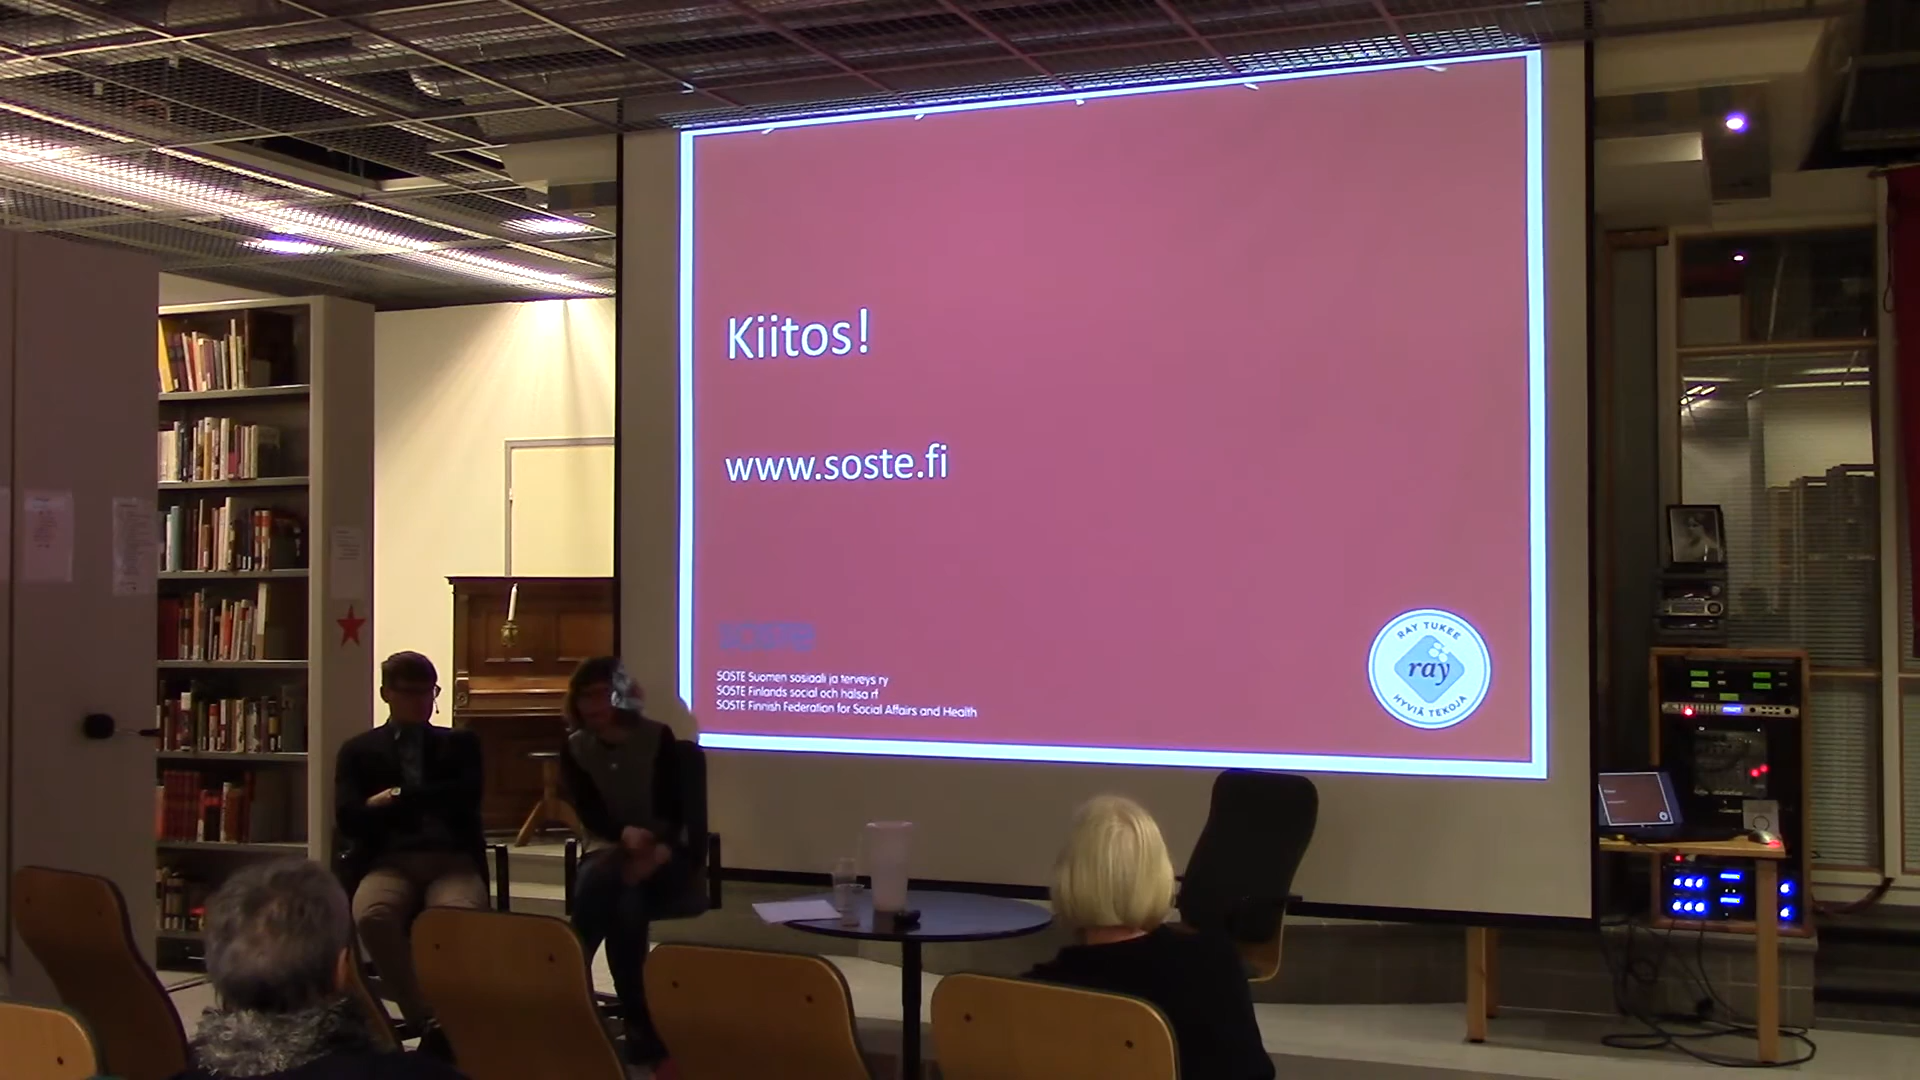 Kiitos!
www.soste.fi
soste
SOSTE Suomen sosiaali ja terveys ry
SOSTE Finlands social och hälsa rf
SOSTE Finnish Federation for Social Affairs and Health
RAY TUKEE
ray
HYVIÄ TEKOJA